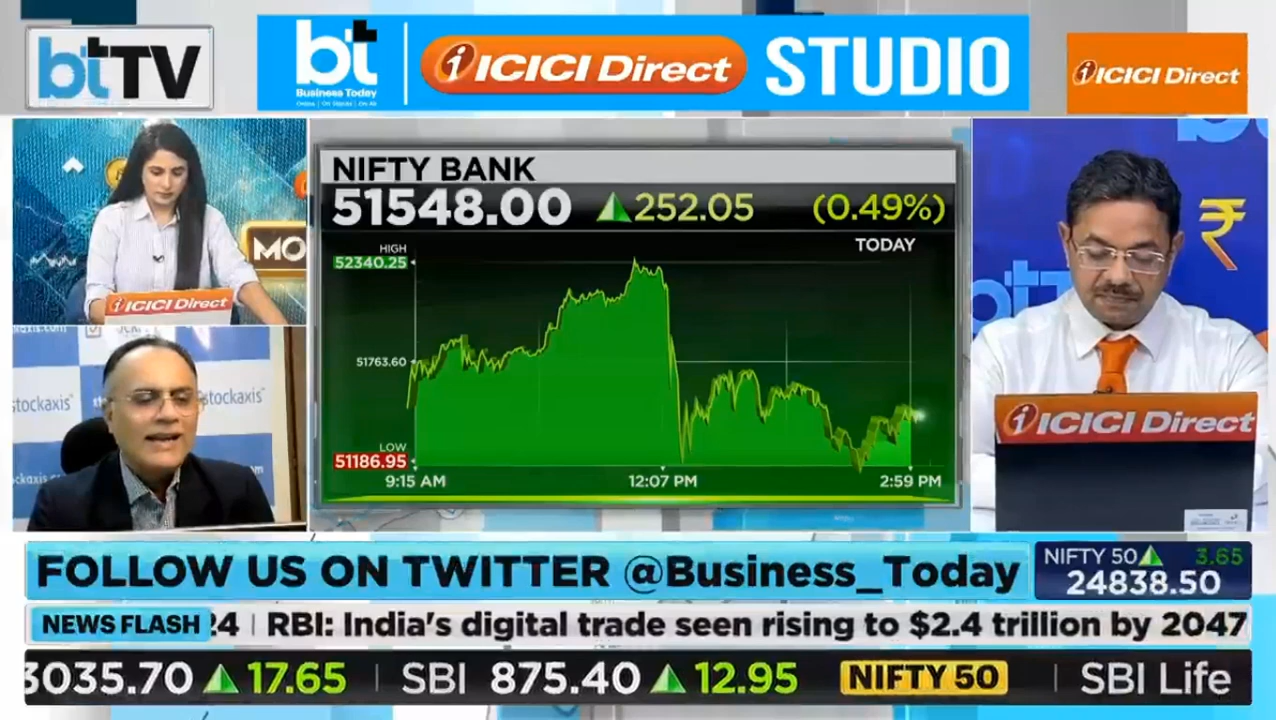 btTV
bt
Business Today
ICICI Direct
STUDIO
ICICI Direct
MO
ICICI Direct
NIFTY BANK
51548.00 ▲252.05 (0.49%)
TODAY
HIGH
52340.25
51763.60
LOW
51186.95
9:15 AM 12:07 PM 2:59 PM
stockaxis
stockaxis
₹
ICICI Direct
FOLLOW US ON TWITTER @Business_Today
NIFTY 50▲ 3.65
24838.50
NEWS FLASH 24 | RBI: India's digital trade seen rising to $2.4 trillion by 2047
3035.70 ▲17.65 | SBI 875.40 ▲12.95 NIFTY 50 | SBI Life